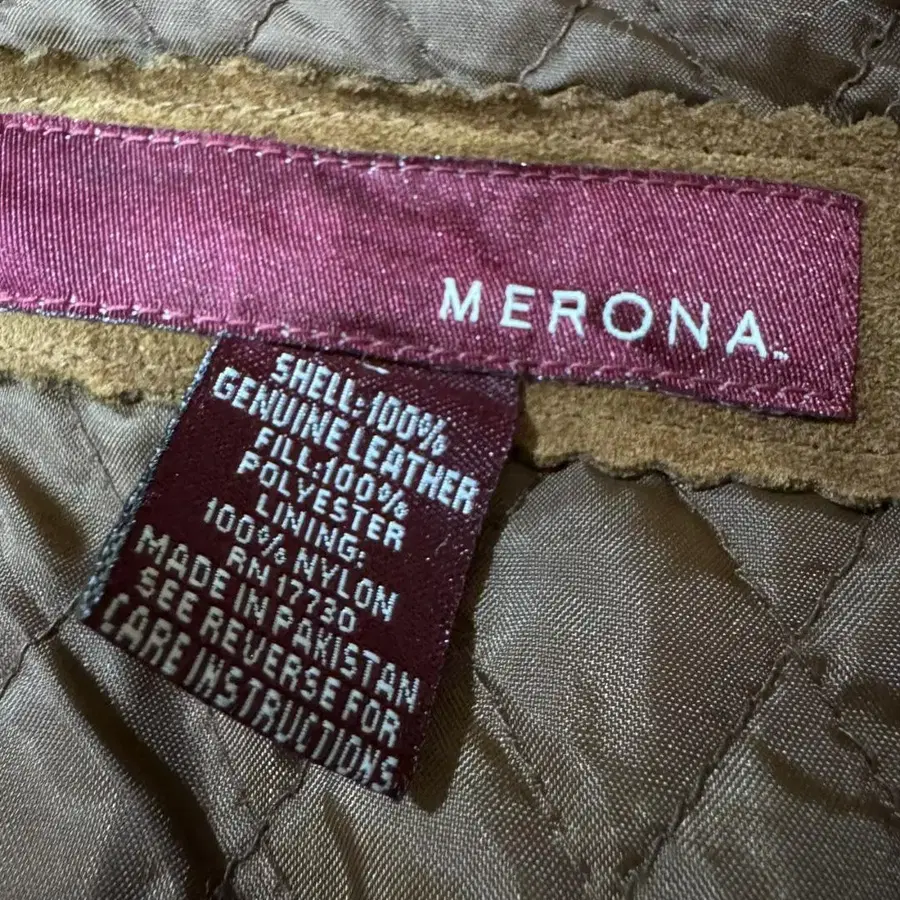 MERONA™
SHELL:100%
GENUINE LEATHER
FILL:100%
POLYESTER
LINING:
100% NYLON
RN 17730
MADE IN PAKISTAN
SEE REVERSE FOR
CARE INSTRUCTIONS